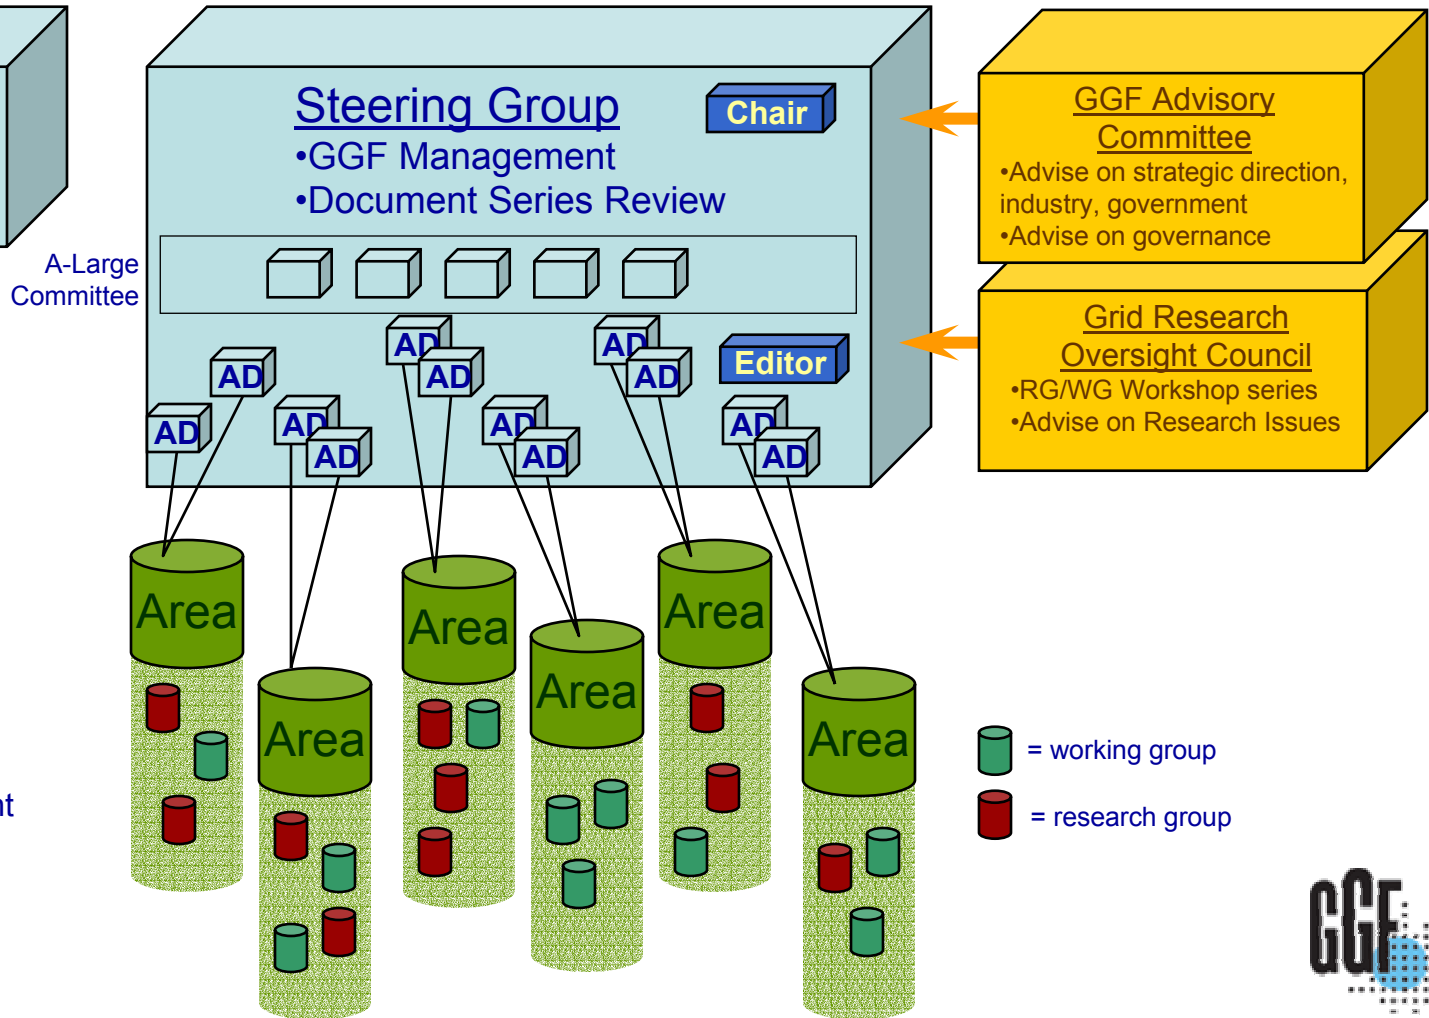 Steering Group
•GGF Management
•Document Series Review
Chair
A-Large
Committee
AD
AD
AD
AD
AD
AD
AD
AD
AD
AD
AD
AD
Editor
GGF Advisory
Committee
•Advise on strategic direction,
industry, government
•Advise on governance
Grid Research
Oversight Council
•RG/WG Workshop series
•Advise on Research Issues
Area
Area
Area
Area
Area
Area
= working group
= research group
nt
GGF